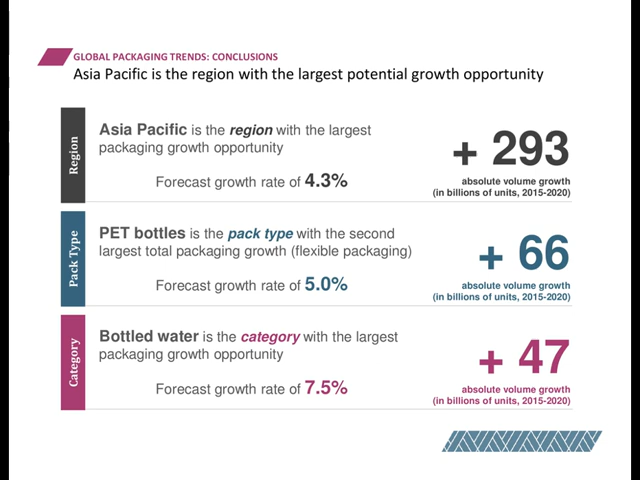 GLOBAL PACKAGING TRENDS: CONCLUSIONS
Asia Pacific is the region with the largest potential growth opportunity
Region
Asia Pacific is the region with the largest
packaging growth opportunity
Forecast growth rate of 4.3%
+ 293
absolute volume growth
(in billions of units, 2015-2020)
Pack Type
PET bottles is the pack type with the second
largest total packaging growth (flexible packaging)
Forecast growth rate of 5.0%
+ 66
absolute volume growth
(in billions of units, 2015-2020)
Category
Bottled water is the category with the largest
packaging growth opportunity
Forecast growth rate of 7.5%
+ 47
absolute volume growth
(in billions of units, 2015-2020)